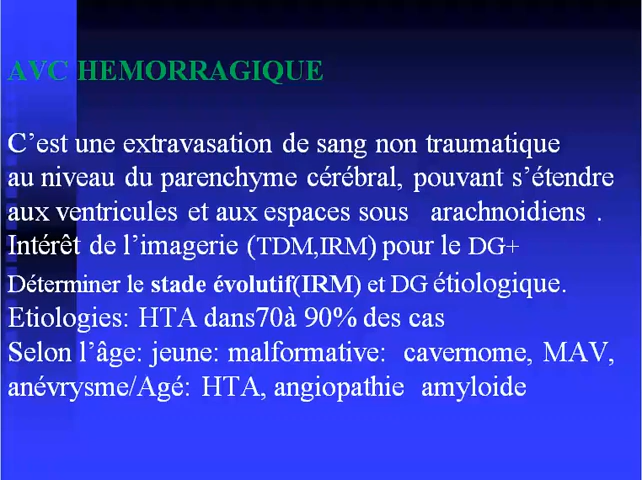 AVC HEMORRAGIQUE
C’est une extravasation de sang non traumatique
au niveau du parenchyme cérébral, pouvant s’étendre
aux ventricules et aux espaces sous arachnoidiens .
Intérêt de l’imagerie (TDM,IRM) pour le DG+
Déterminer le stade évolutif(IRM) et DG étiologique.
Etiologies: HTA dans70à 90% des cas
Selon l’âge: jeune: malformative: cavernome, MAV,
anévrysme/Agé: HTA, angiopathie amyloide